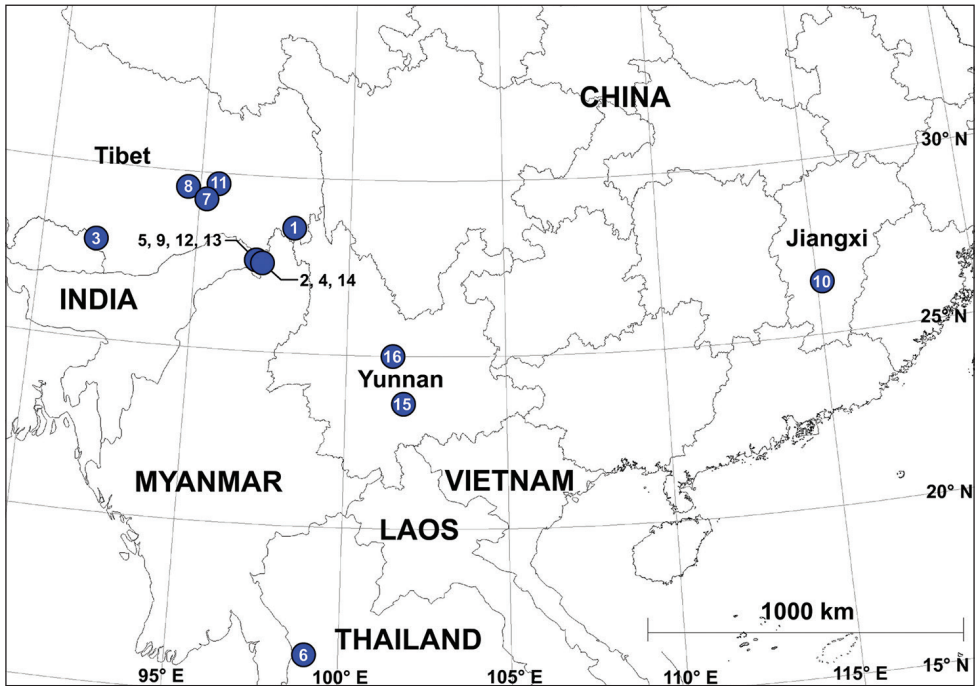 CHINA
30° N
Tibet
8
11
7
1
3
5, 9, 12, 13
Jiangxi
2, 4, 14
10
INDIA
25° N
16
Yunnan
15
MYANMAR
VIETNAM
20° N
LAOS
1000 km
THAILAND
6
95° E
100° E
105° E
110° E
115° E
15° N